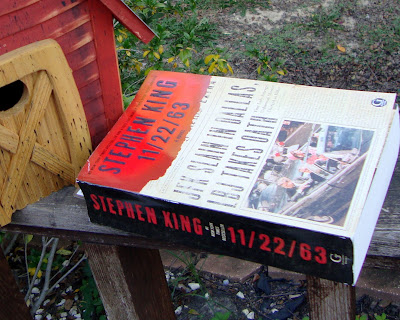 STEPHEN KING
11/22/63
JFK SLAIN IN DALLAS
LBJ TAKES OATH
STEPHEN KING
11/22/63
G